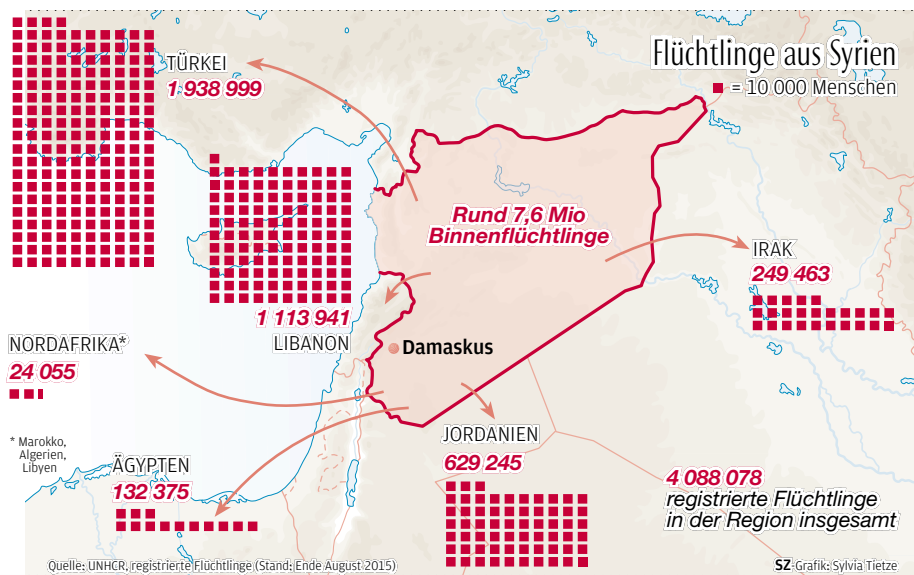 Flüchtlinge aus Syrien
= 10 000 Menschen
TÜRKEI
1 938 999
Rund 7,6 Mio
Binnenflüchtlinge
IRAK
249 463
1 113 941
LIBANON
Damaskus
NORDAFRIKA*
24 055
* Marokko,
Algerien,
Libyen
ÄGYPTEN
132 375
JORDANIEN
629 245
4 088 078
registrierte Flüchtlinge
in der Region insgesamt
Quelle: UNHCR, registrierte Flüchtlinge (Stand: Ende August 2015)
SZ-Grafik: Sylvia Tietze